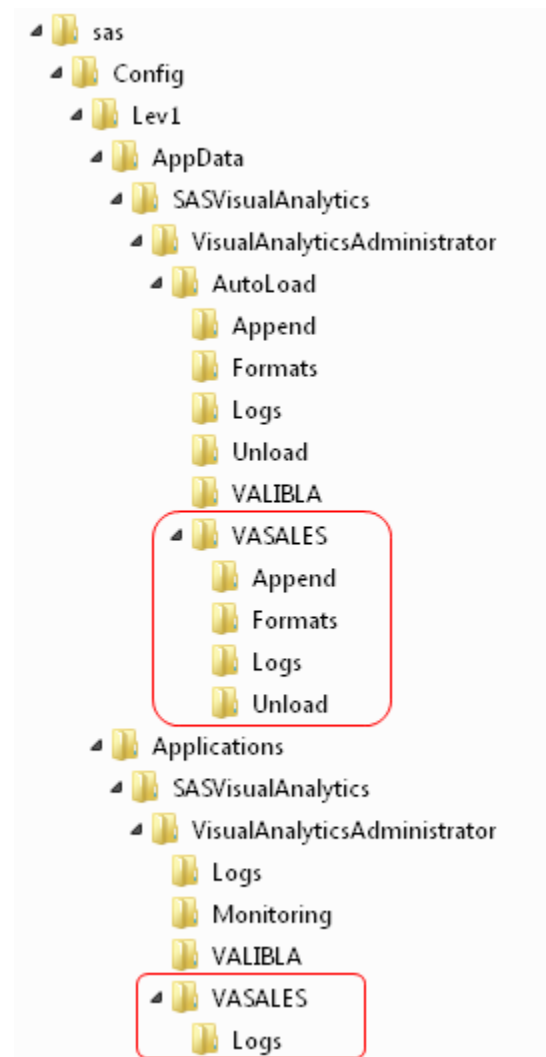 sas
Config
Lev1
AppData
SASVisualAnalytics
VisualAnalyticsAdministrator
AutoLoad
Append
Formats
Logs
Unload
VALIBLA
VASALES
Append
Formats
Logs
Unload
Applications
SASVisualAnalytics
VisualAnalyticsAdministrator
Logs
Monitoring
VALIBLA
VASALES
Logs